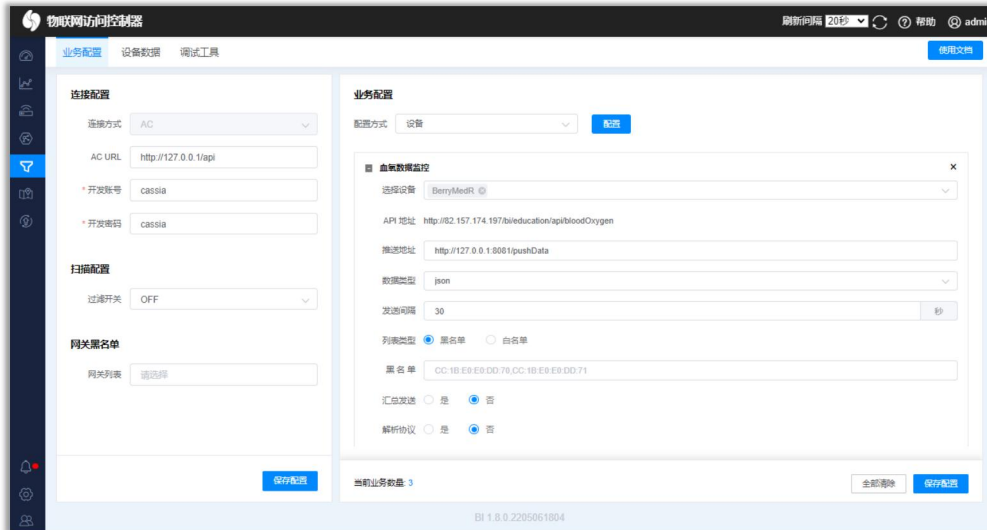 物联网访问控制器
刷新间隔 20秒 帮助 admi
业务配置 设备数据 调试工具 使用文档
连接配置
连接方式 AC
AC URL http://127.0.0.1/api
* 开发账号 cassia
* 开发密码 cassia
扫描配置
过滤开关 OFF
网关黑名单
网关列表 请选择
保存配置
业务配置
配置方式 设备 配置
血氧数据监控
选择设备 BerryMedR
API 地址 http://82.157.174.197/bi/education/api/bloodOxygen
推送地址 http://127.0.0.1:8081/pushData
数据类型 json
发送间隔 30 秒
列表类型 黑名单 白名单
黑名单 CC:1B:E0:E0:DD:70,CC:1B:E0:E0:DD:71
汇总发送 是 否
解析协议 是 否
当前业务数量: 3 全部清除 保存配置
BI 1.8.0.2205061804